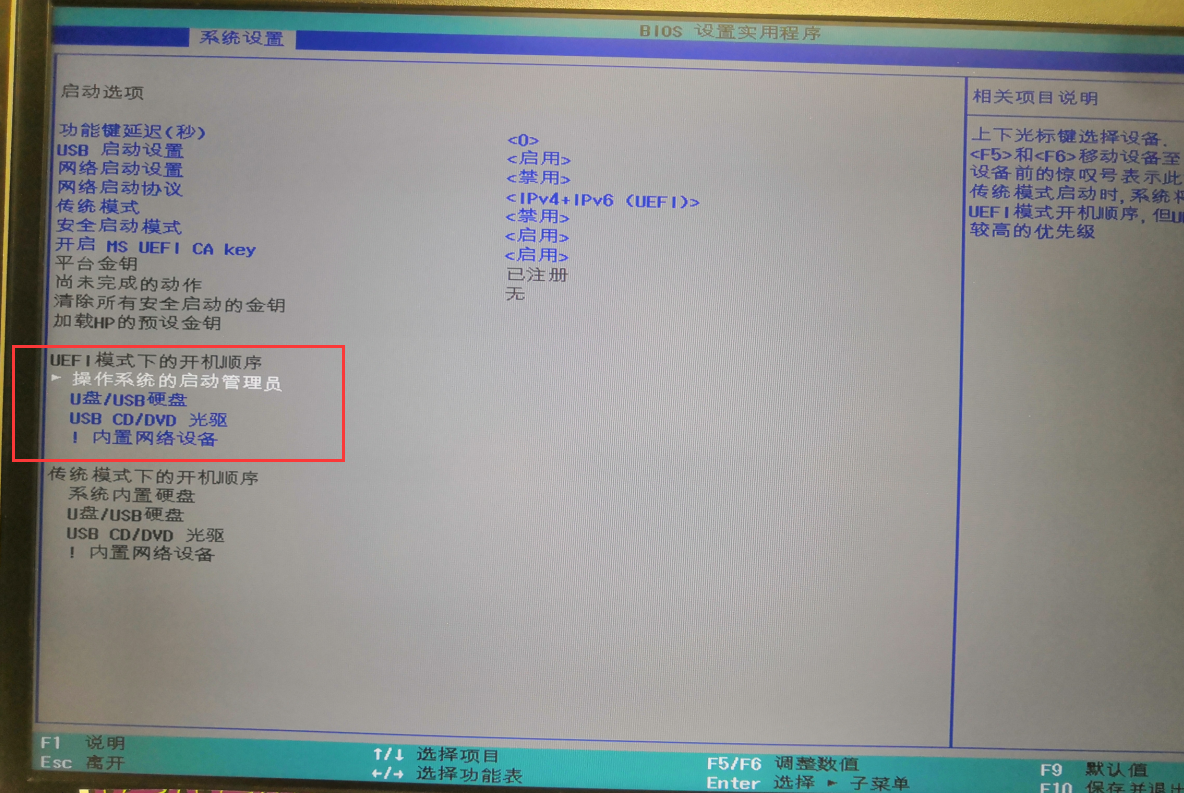 BIOS 设置实用程序
系统设置
启动选项
功能键延迟(秒) <0>
USB 启动设置 <启用>
网络启动设置 <禁用>
网络启动协议 <IPv4+IPv6 (UEFI)>
传统模式 <禁用>
安全启动模式 <启用>
开启 MS UEFI CA key <启用>
平台金钥 已注册
尚未完成的动作 无
清除所有安全启动的金钥
加载HP的预设金钥
UEFI模式下的开机顺序
► 操作系统的启动管理员
U盘/USB硬盘
USB CD/DVD 光驱
! 内置网络设备
传统模式下的开机顺序
系统内置硬盘
U盘/USB硬盘
USB CD/DVD 光驱
! 内置网络设备
相关项目说明
上下光标键选择设备.
<F5>和<F6>移动设备至
设备前的惊叹号表示此
传统模式启动时,系统将
UEFI模式开机顺序,但U
较高的优先级
F1 说明
Esc 离开
↑/↓ 选择项目
←/→ 选择功能表
F5/F6 调整数值
Enter 选择 ► 子菜单
F9 默认值
F10 保存并退出